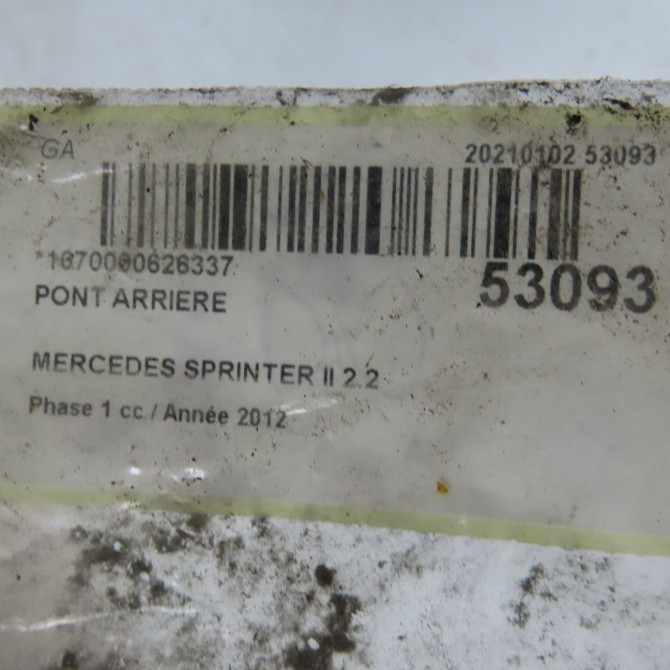 GA
20210102 53093
*1070000626337
53093
PONT ARRIERE
MERCEDES SPRINTER II 2.2
Phase 1 cc / Année 2012